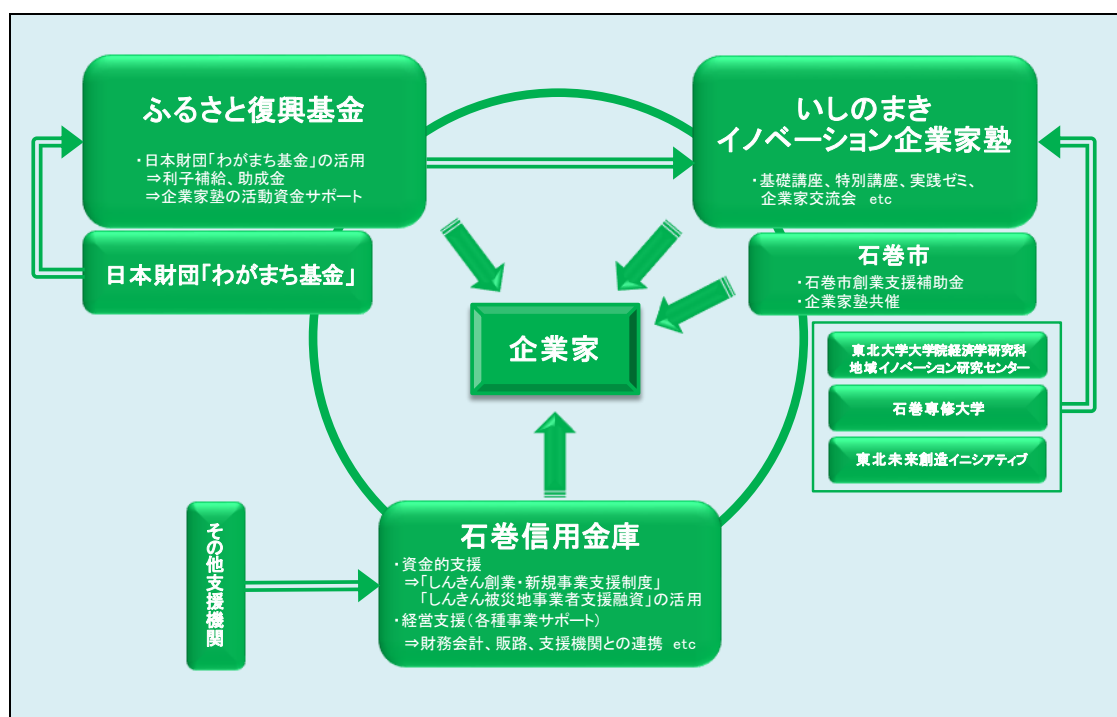 ふるさと復興基金
・日本財団「わがまち基金」の活用
⇒利子補給、助成金
⇒企業家塾の活動資金サポート
日本財団「わがまち基金」
いしのまき
イノベーション企業家塾
・基礎講座、特別講座、実践ゼミ、
企業家交流会 etc
石巻市
・石巻市創業支援補助金
・企業家塾共催
企業家
東北大学大学院経済学研究科
地域イノベーション研究センター
石巻専修大学
東北未来創造イニシアティブ
その他支援機関
石巻信用金庫
・資金的支援
⇒「しんきん創業・新規事業支援制度」
「しんきん被災地事業者支援融資」の活用
・経営支援（各種事業サポート）
⇒財務会計、販路、支援機関との連携 etc